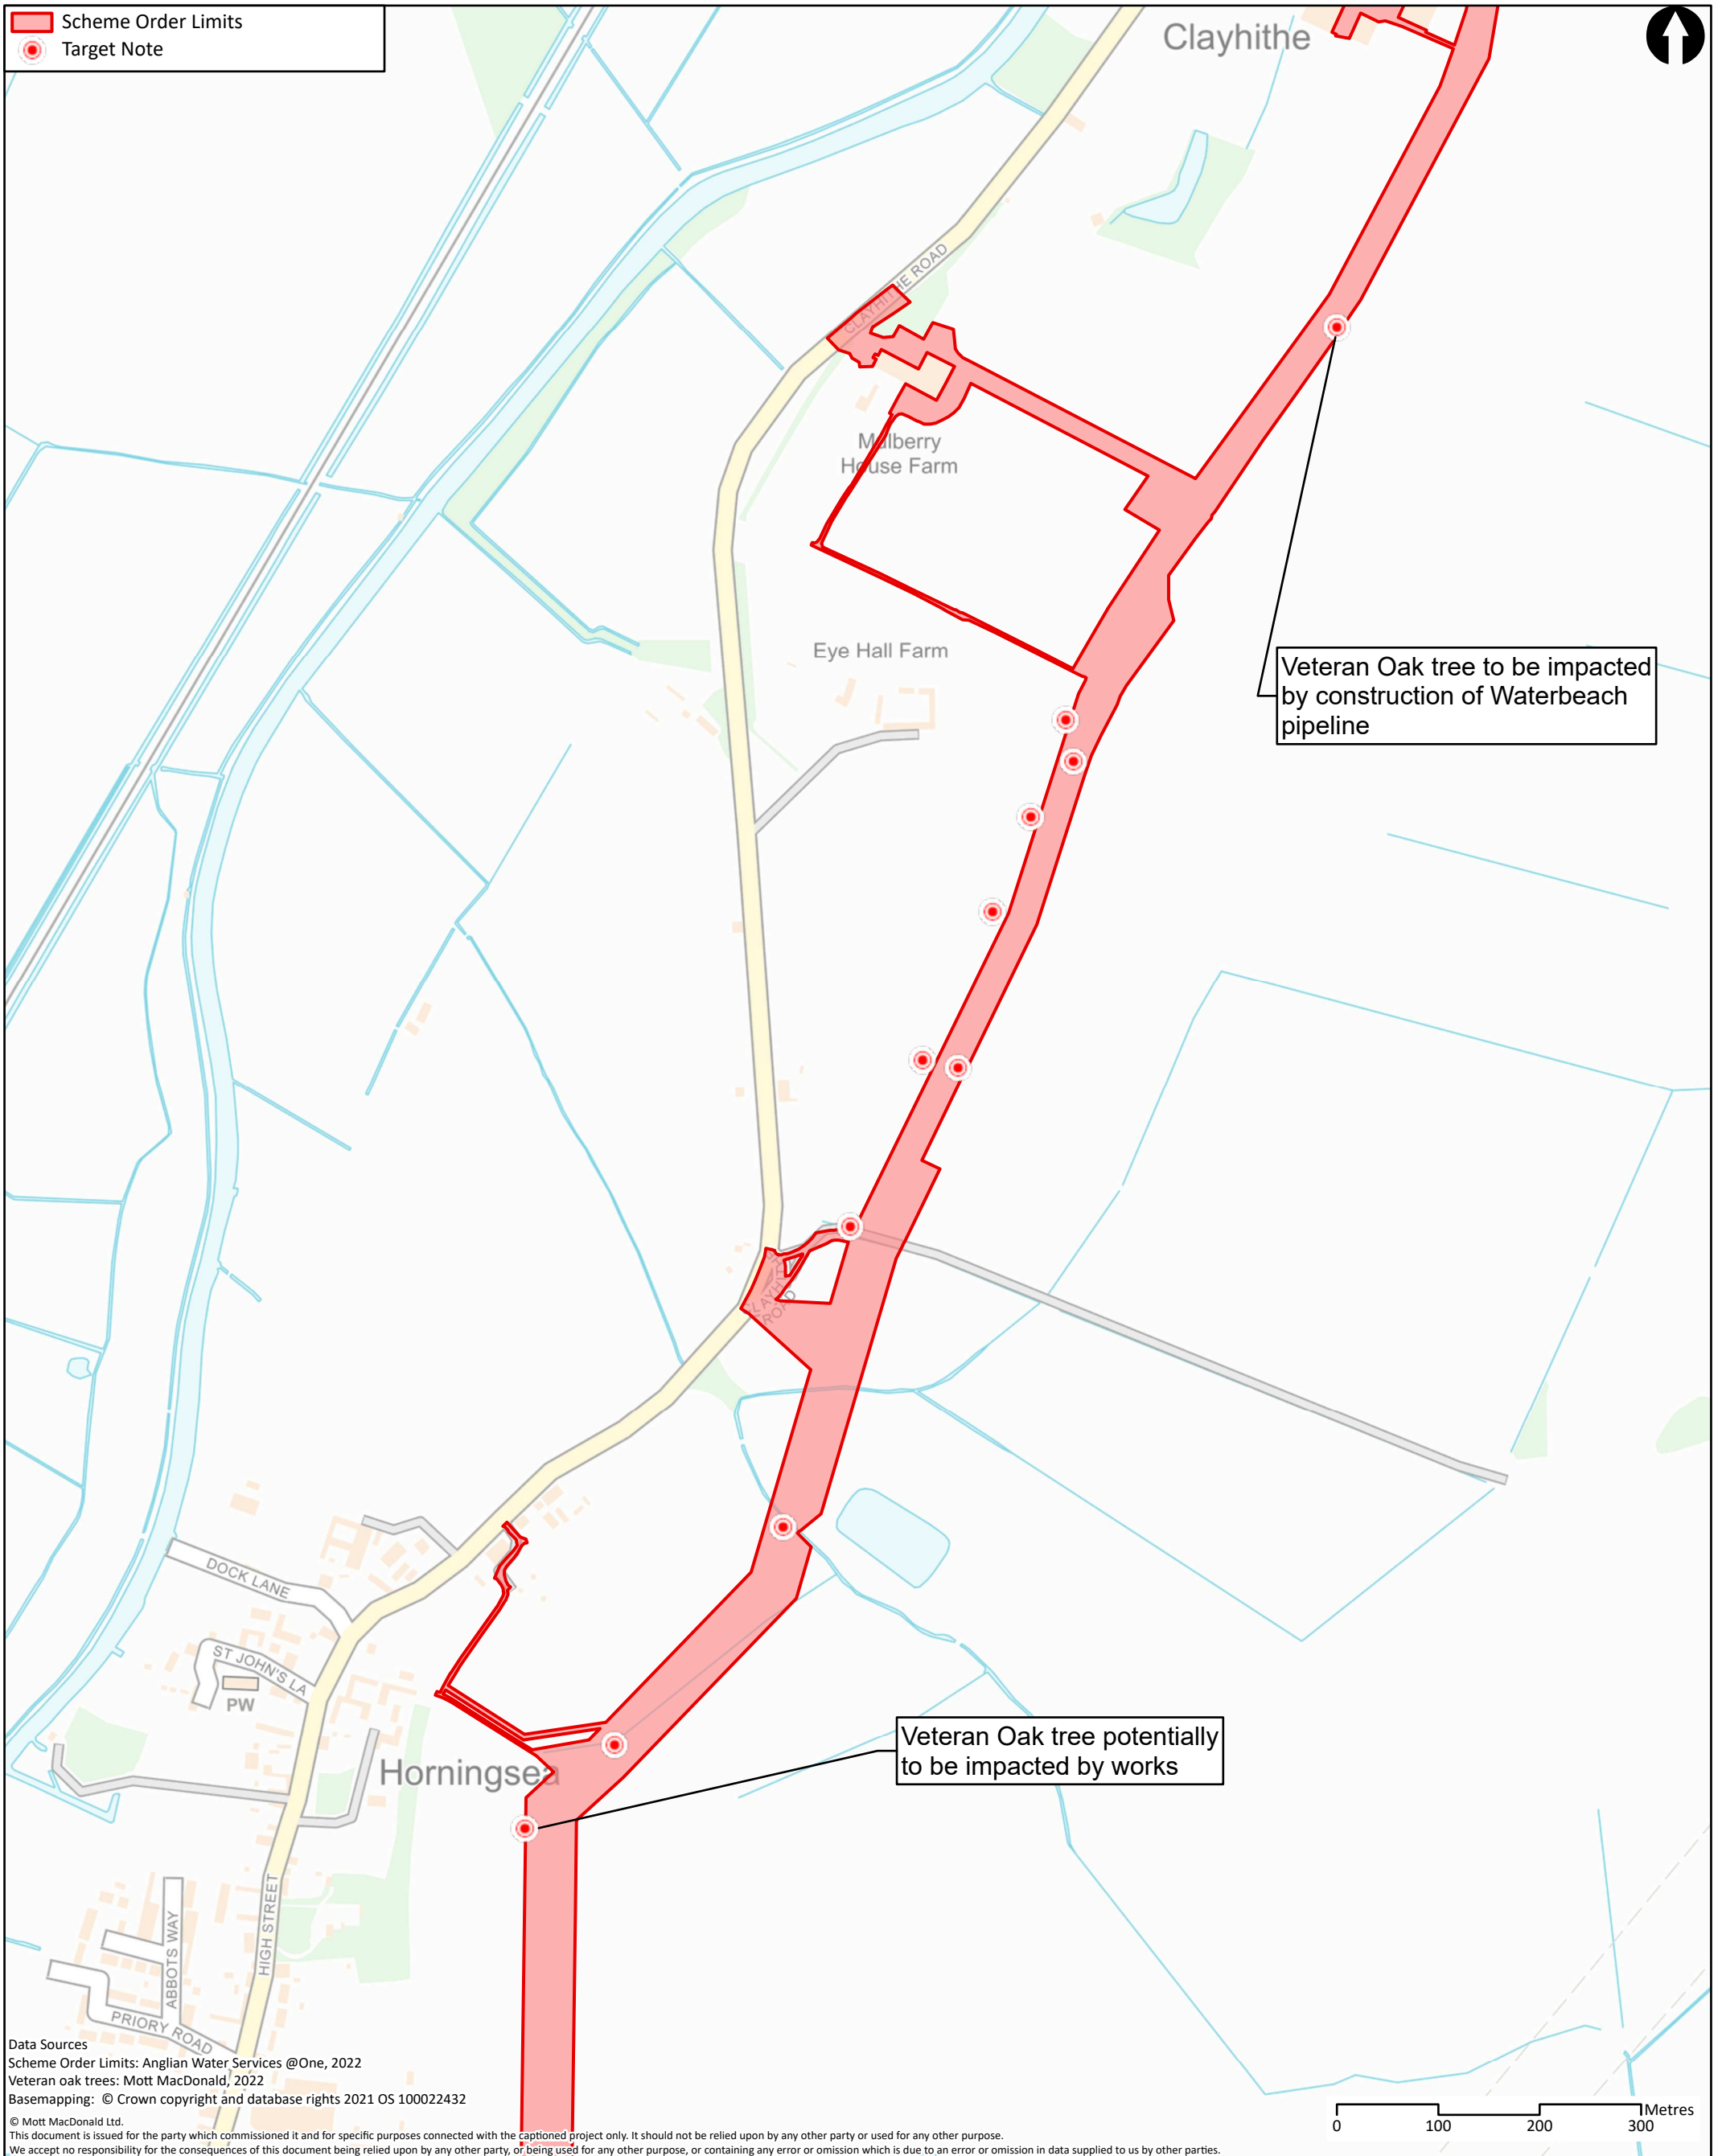 Scheme Order Limits
Target Note
Clayhithe
CLAYHITHE ROAD
Mulberry
House Farm
Eye Hall Farm
Veteran Oak tree to be impacted
by construction of Waterbeach
pipeline
CLAYHITHE
ROAD
DOCK LANE
ST JOHN'S LA
PW
Horningsea
Veteran Oak tree potentially
to be impacted by works
HIGH STREET
ABBOTS WAY
PRIORY ROAD
Data Sources
Scheme Order Limits: Anglian Water Services @One, 2022
Veteran oak trees: Mott MacDonald, 2022
Basemapping: © Crown copyright and database rights 2021 OS 100022432
© Mott MacDonald Ltd.
This document is issued for the party which commissioned it and for specific purposes connected with the captioned project only. It should not be relied upon by any other party or used for any other purpose.
We accept no responsibility for the consequences of this document being relied upon by any other party, or being used for any other purpose, or containing any error or omission which is due to an error or omission in data supplied to us by other parties.
Metres
0 100 200 300